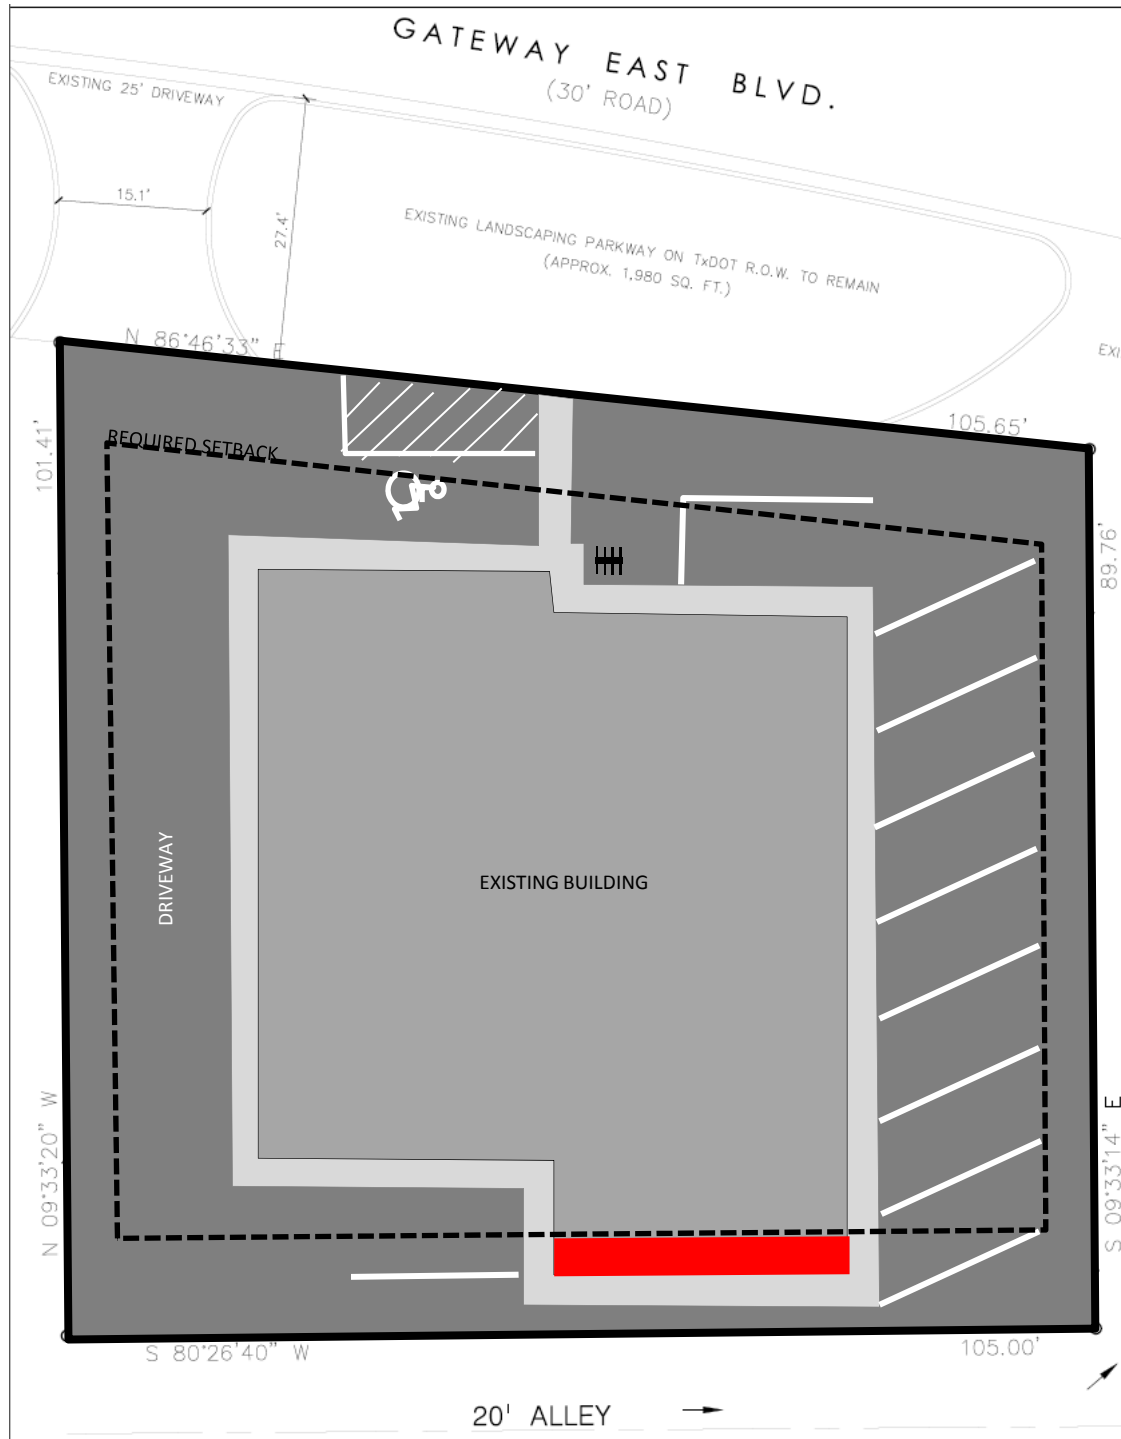 GATEWAY EAST BLVD.
(30' ROAD)
EXISTING 25' DRIVEWAY
15.1'
27.4'
EXISTING LANDSCAPING PARKWAY ON TxDOT R.O.W. TO REMAIN
(APPROX. 1,980 SQ. FT.)
N 86°46'33" E
EXI
105.65'
101.41'
REQUIRED SETBACK
89.76'
DRIVEWAY
EXISTING BUILDING
N 09°33'20" W
S 09°33'14" E
S 80°26'40" W
105.00'
20' ALLEY